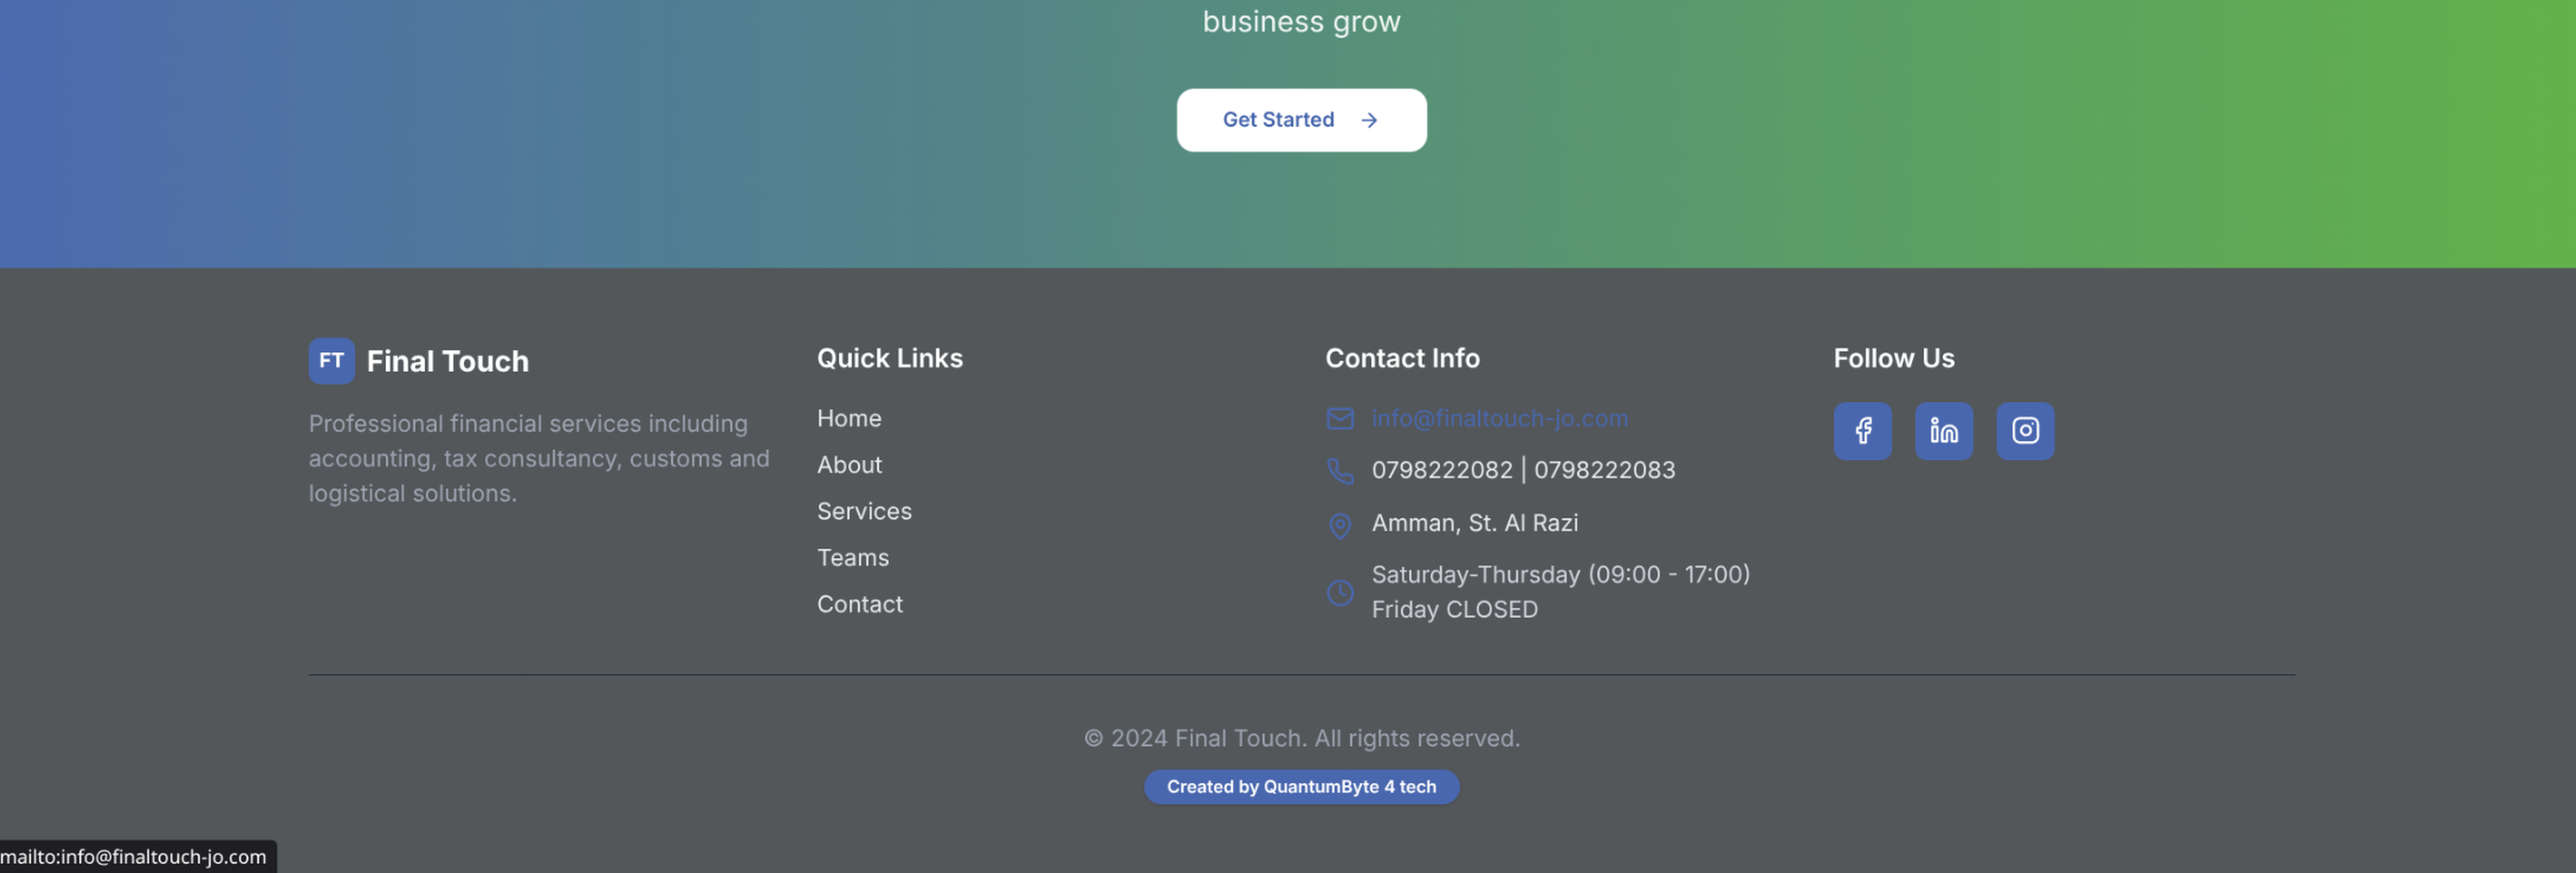 business grow
Get Started
FT Final Touch
Professional financial services including
accounting, tax consultancy, customs and
logistical solutions.
Quick Links
Home
About
Services
Teams
Contact
Contact Info
info@finaltouch-jo.com
0798222082 | 0798222083
Amman, St. Al Razi
Saturday-Thursday (09:00 - 17:00)
Friday CLOSED
Follow Us
© 2024 Final Touch. All rights reserved.
Created by QuantumByte 4 tech
mailto:info@finaltouch-jo.com